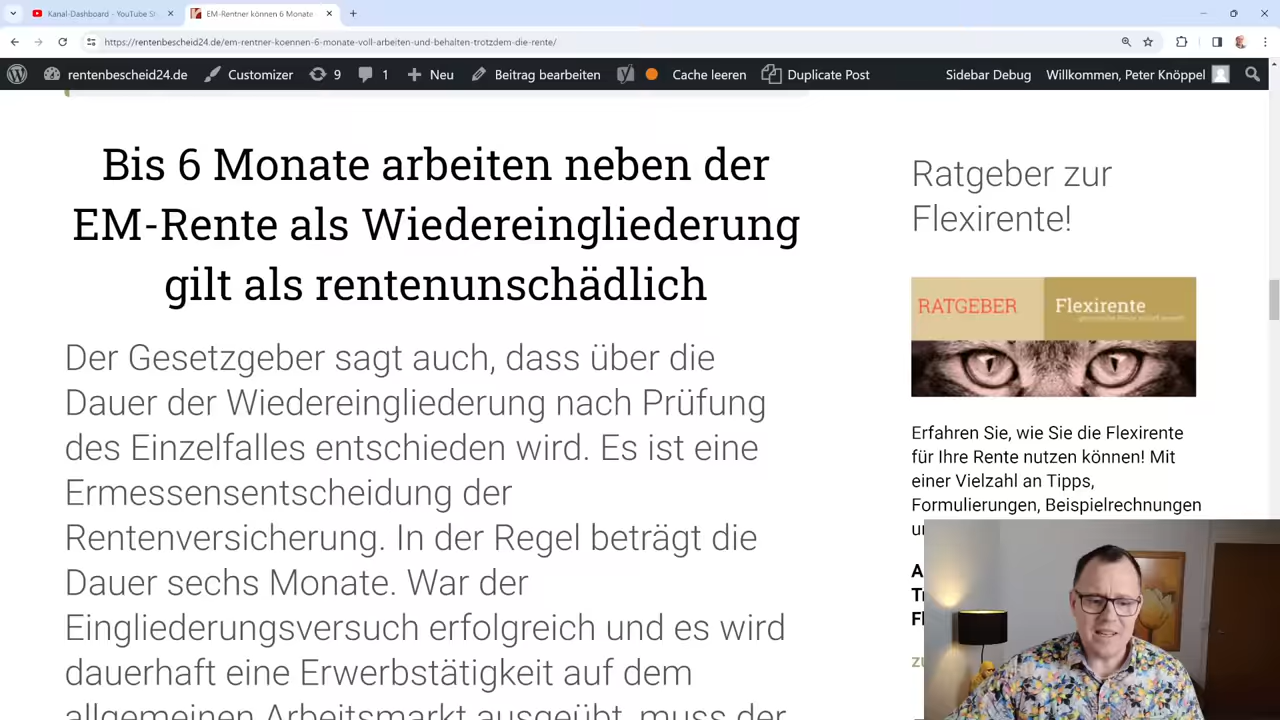 Kanal-Dashboard - YouTube St
EM-Rentner können 6 Monate
https://rentenbescheid24.de/em-rentner-koennen-6-monate-voll-arbeiten-und-behalten-trotzdem-die-rente/
rentenbescheid24.de Customizer 9 1 Neu Beitrag bearbeiten Cache leeren Duplicate Post Sidebar Debug Willkommen, Peter Knöppel
Bis 6 Monate arbeiten neben der
EM-Rente als Wiedereingliederung
gilt als rentenunschädlich
Der Gesetzgeber sagt auch, dass über die
Dauer der Wiedereingliederung nach Prüfung
des Einzelfalles entschieden wird. Es ist eine
Ermessensentscheidung der
Rentenversicherung. In der Regel beträgt die
Dauer sechs Monate. War der
Eingliederungsversuch erfolgreich und es wird
dauerhaft eine Erwerbstätigkeit auf dem
allgemeinen Arbeitsmarkt ausgeübt, muss der
Ratgeber zur
Flexirente!
RATGEBER Flexirente
Erfahren Sie, wie Sie die Flexirente
für Ihre Rente nutzen können! Mit
einer Vielzahl an Tipps,
Formulierungen, Beispielrechnungen